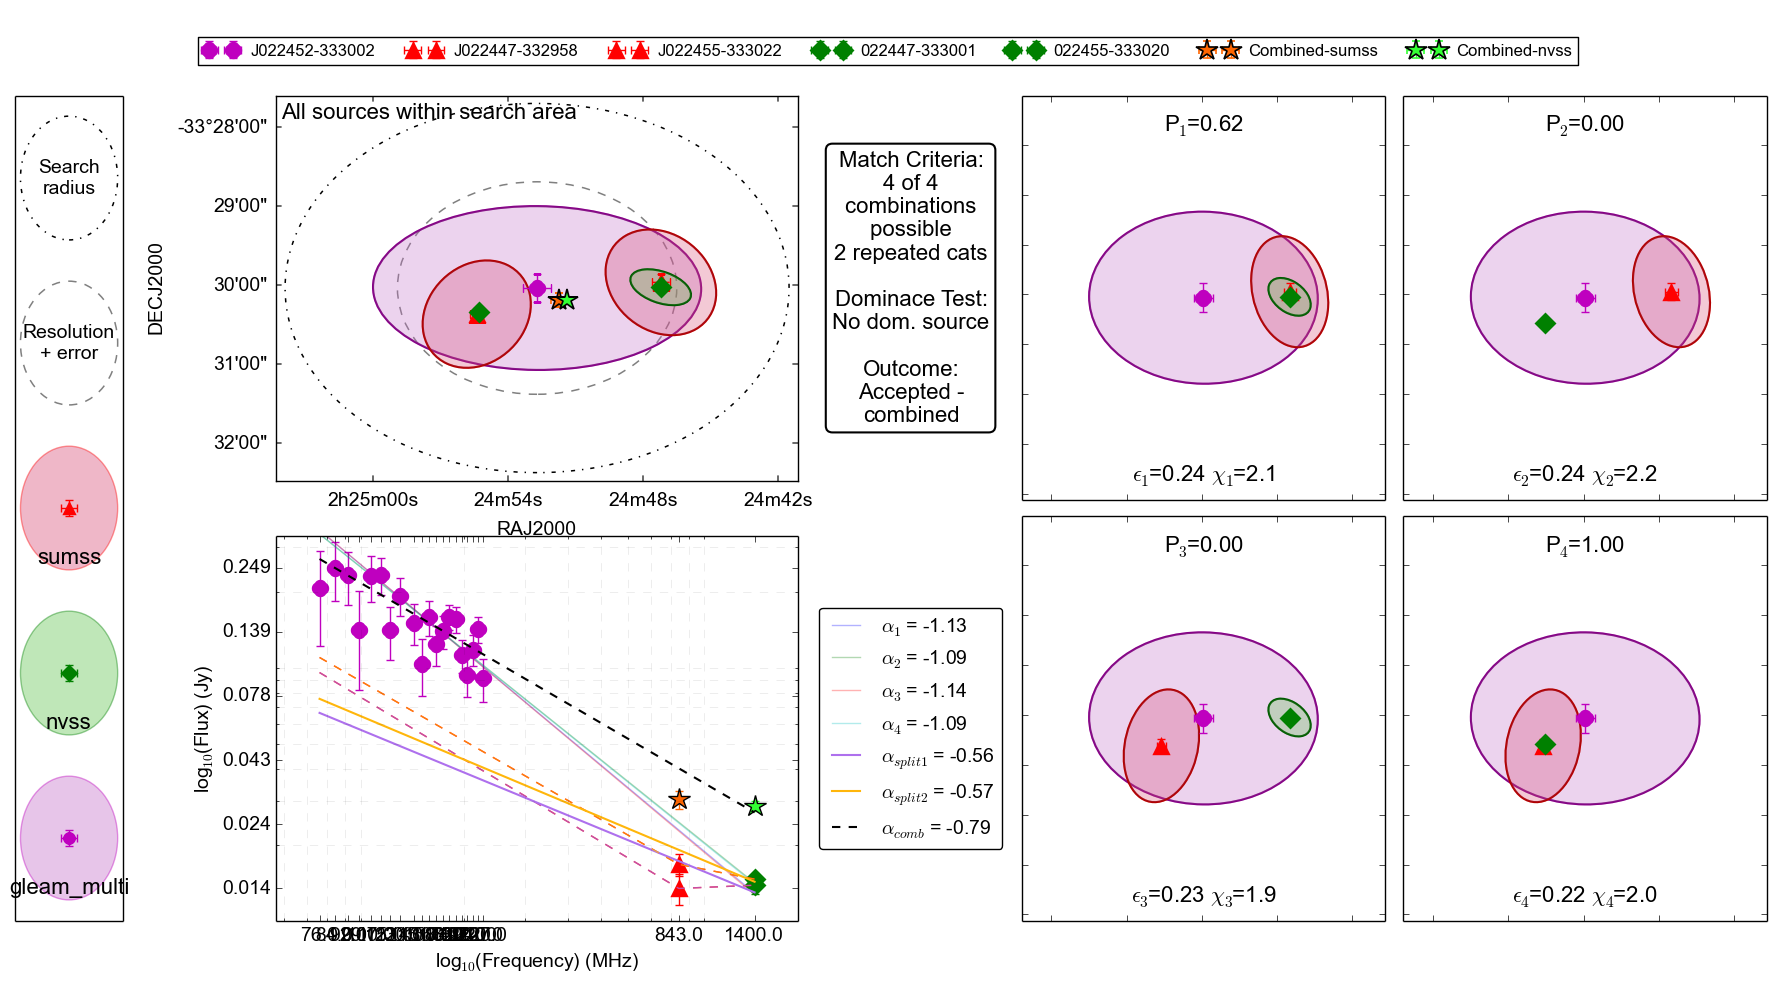 J022452-333002 J022447-332958 J022455-333022 022447-333001 022455-333020 Combined-sumss Combined-nvss
Search
radius
Resolution
+ error
sumss
nvss
gleam_multi
All sources within search area
DECJ2000
-33°28'00"
29'00"
30'00"
31'00"
32'00"
2h25m00s 24m54s 24m48s 24m42s
RAJ2000
Match Criteria:
4 of 4
combinations
possible
2 repeated cats
Dominace Test:
No dom. source
Outcome:
Accepted -
combined
P1=0.62
ϵ1=0.24 χ1=2.1
P2=0.00
ϵ2=0.24 χ2=2.2
log10(Flux) (Jy)
0.249
0.139
0.078
0.043
0.024
0.014
843.0 1400.0
log10(Frequency) (MHz)
α1 = -1.13
α2 = -1.09
α3 = -1.14
α4 = -1.09
αsplit1 = -0.56
αsplit2 = -0.57
αcomb = -0.79
P3=0.00
ϵ3=0.23 χ3=1.9
P4=1.00
ϵ4=0.22 χ4=2.0